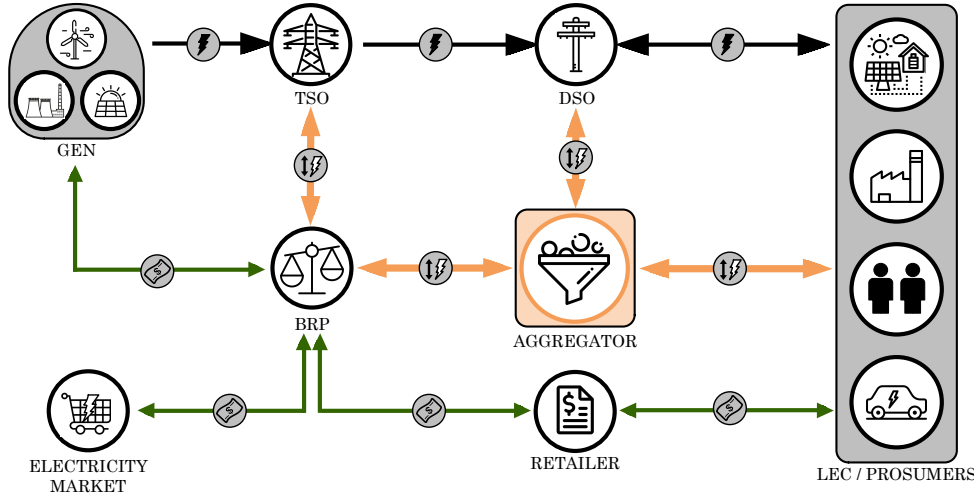 TSO
DSO
GEN
BRP
AGGREGATOR
ELECTRICITY
MARKET
RETAILER
LEC / PROSUMERS